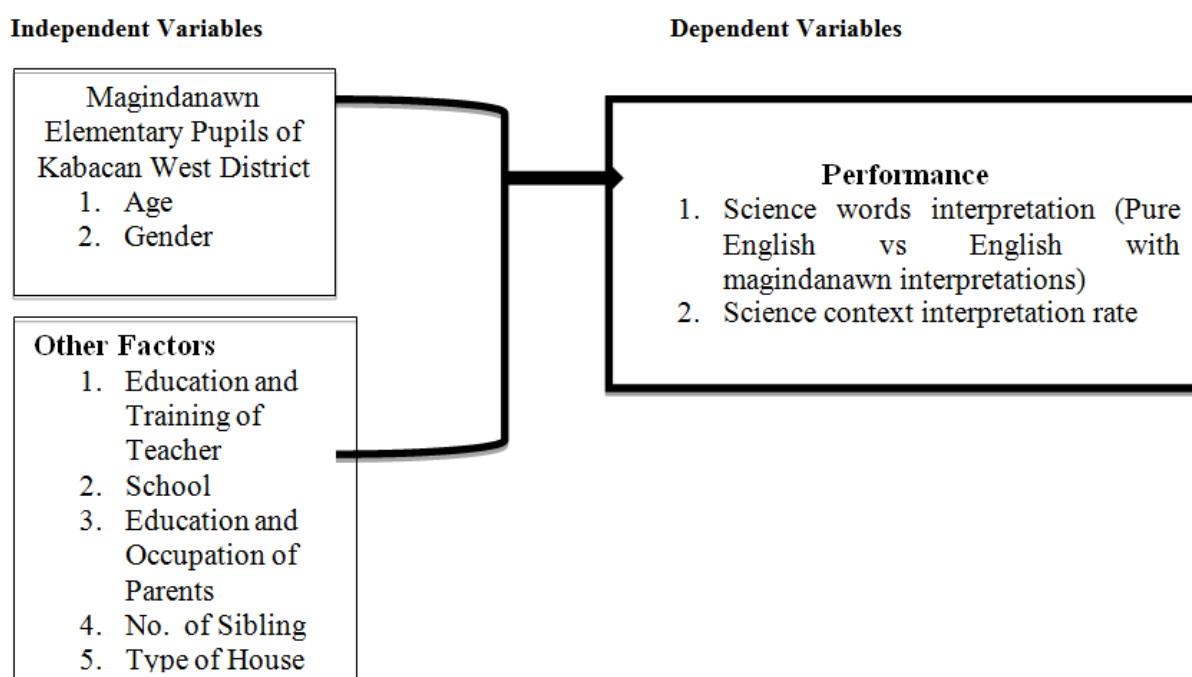 Independent Variables
Dependent Variables
Magindanawn
Elementary Pupils of
Kabacan West District
1. Age
2. Gender
Other Factors
1. Education and
Training of
Teacher
2. School
3. Education and
Occupation of
Parents
4. No. of Sibling
5. Type of House
Performance
1. Science words interpretation (Pure
English vs English with
magindanawn interpretations)
2. Science context interpretation rate